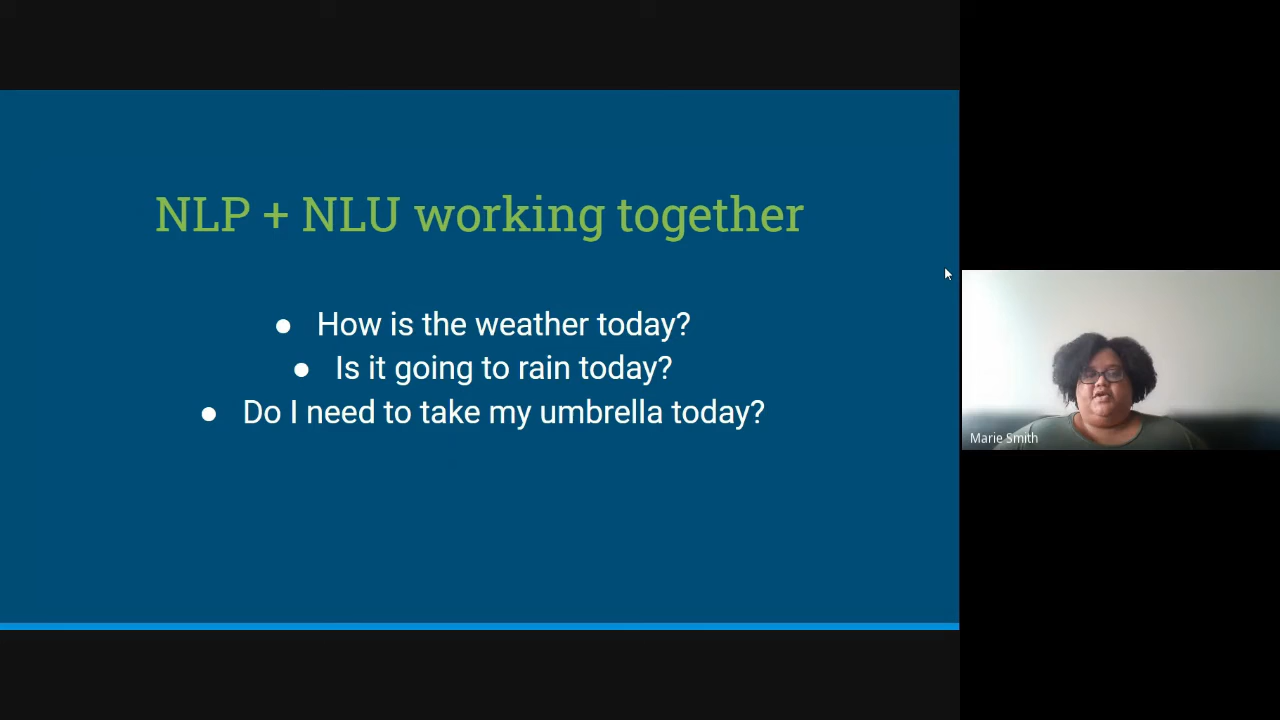 NLP + NLU working together
● How is the weather today?
● Is it going to rain today?
● Do I need to take my umbrella today?
Marie Smith